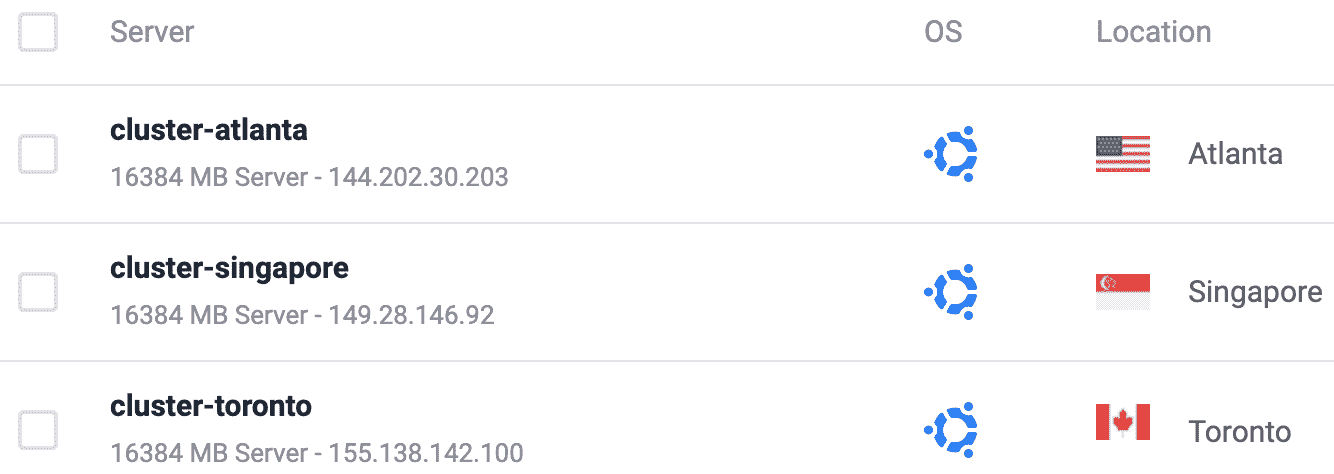 Server OS Location
cluster-atlanta
16384 MB Server - 144.202.30.203
Atlanta
cluster-singapore
16384 MB Server - 149.28.146.92
Singapore
cluster-toronto
16384 MB Server - 155.138.142.100
Toronto